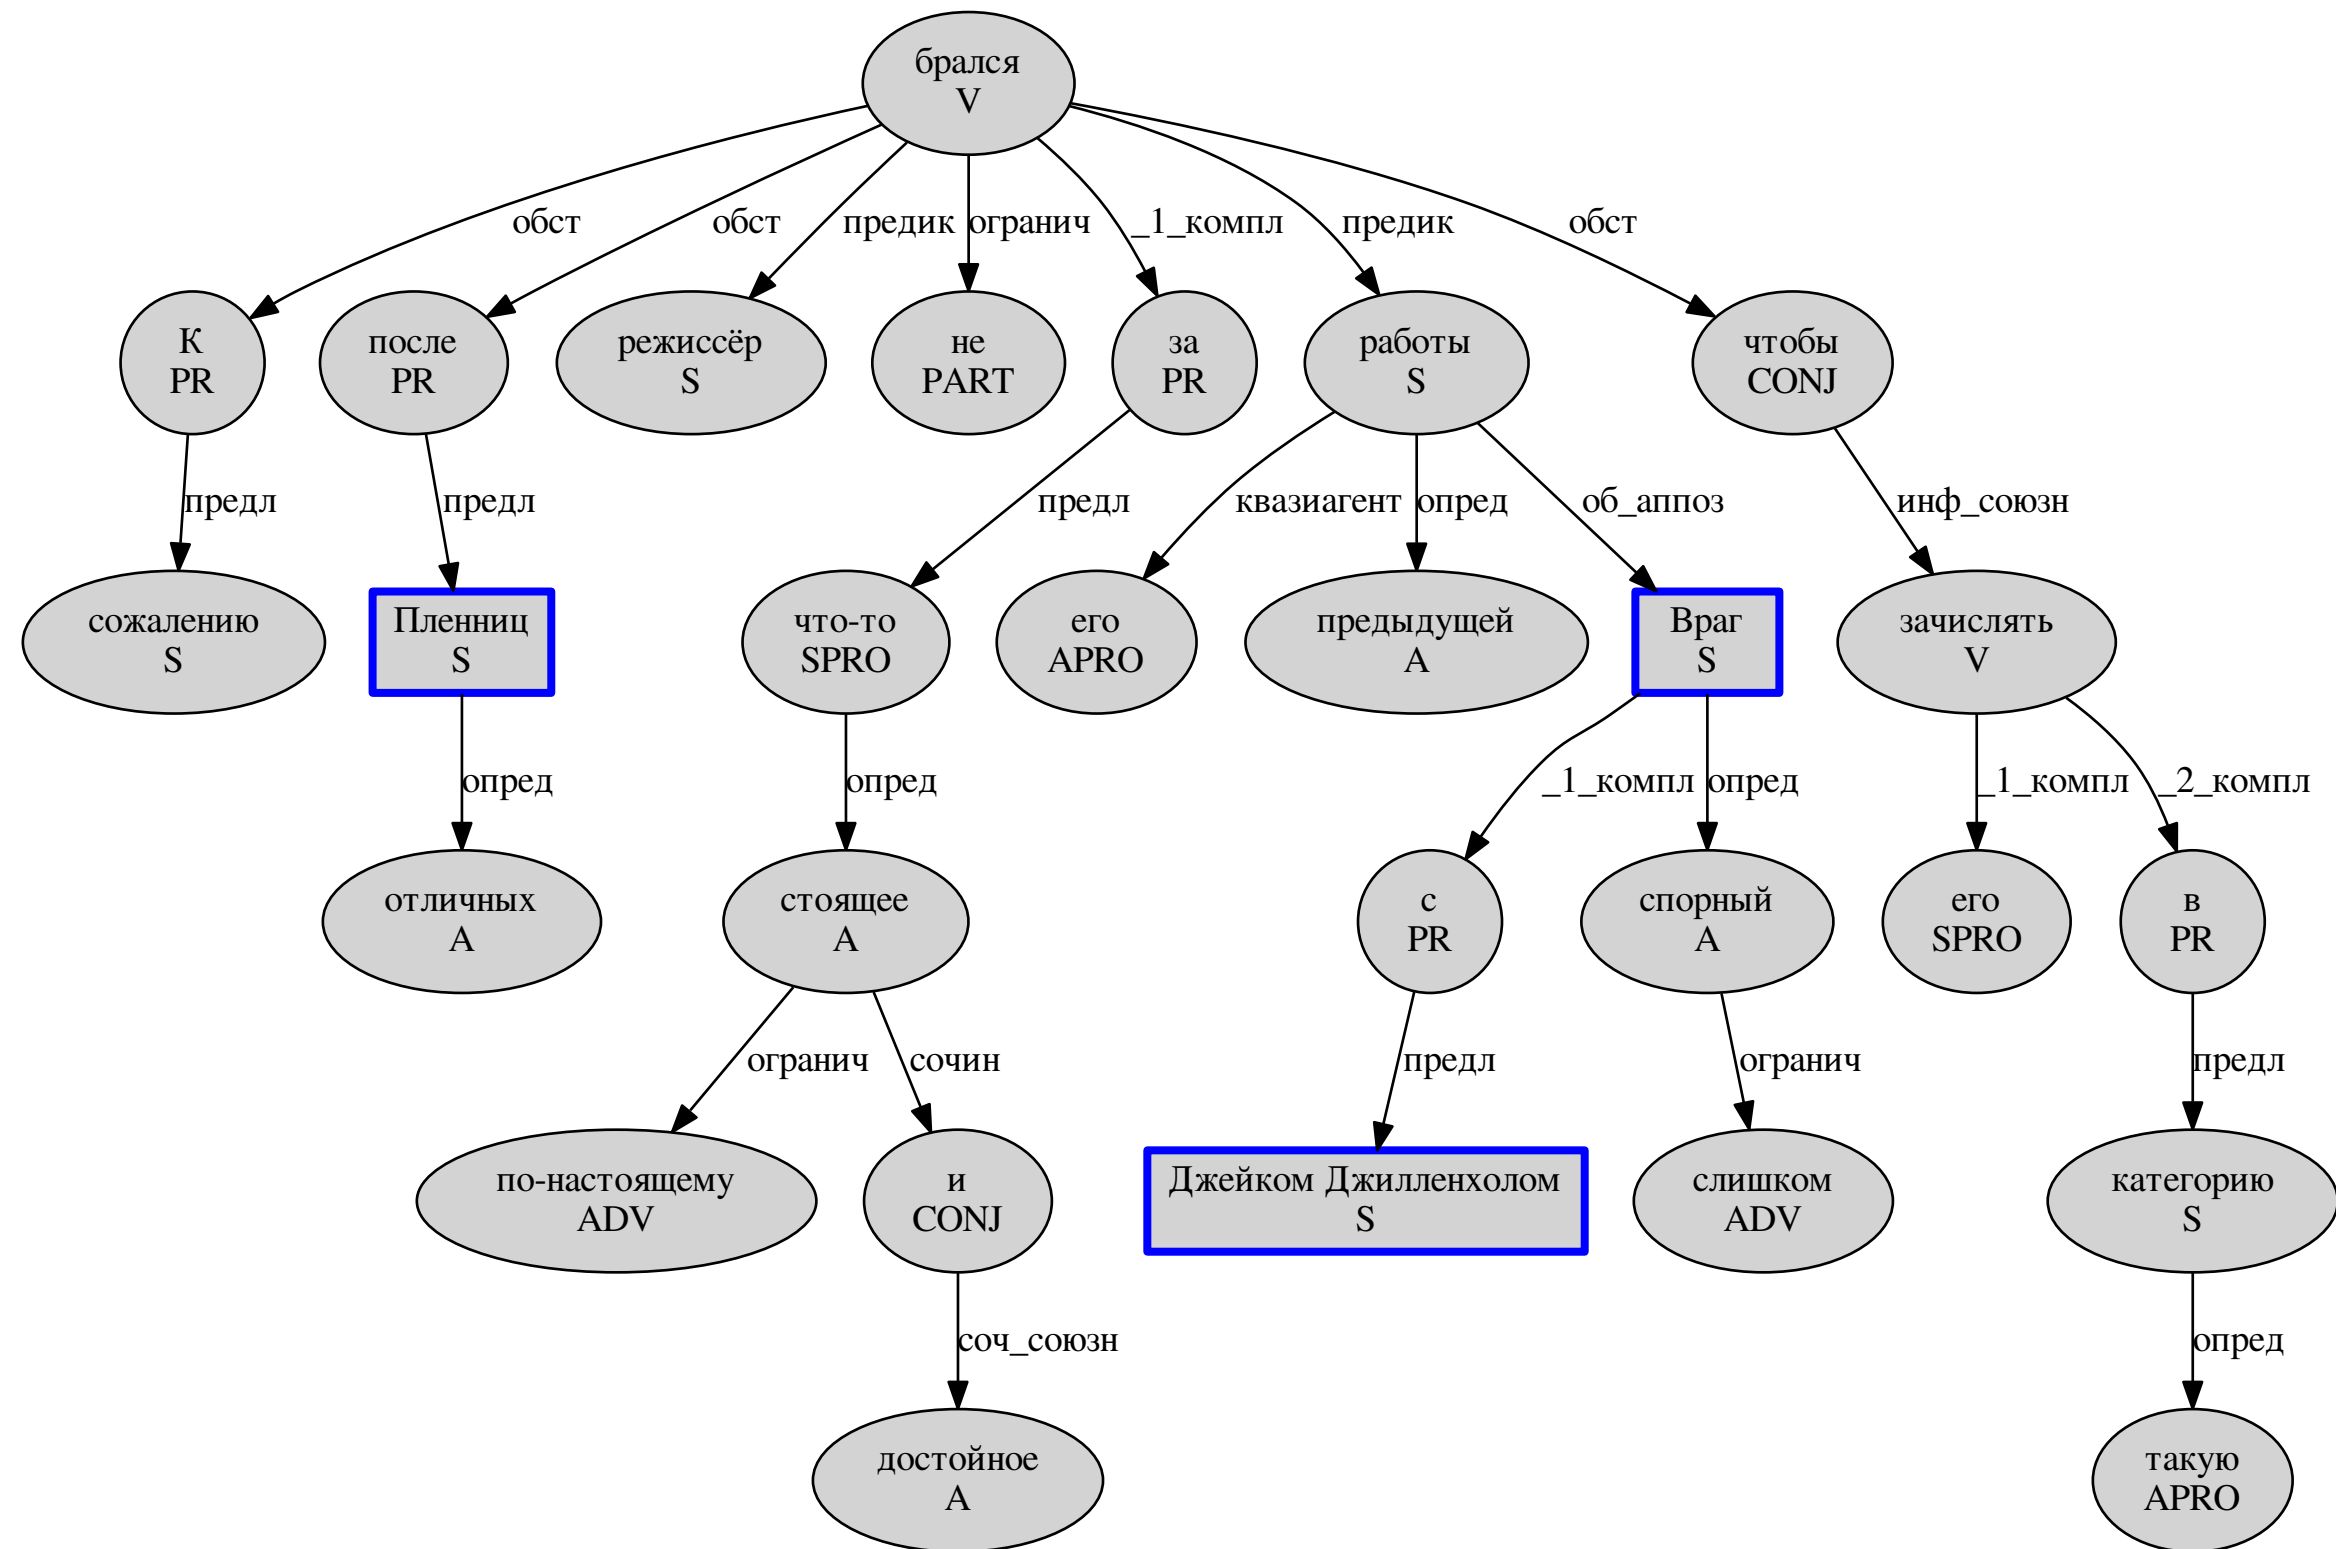 брался
V
обст
обст
предик
огранич
_1_компл
предик
обст
К
PR
после
PR
режиссёр
S
не
PART
за
PR
работы
S
чтобы
CONJ
предл
предл
предл
квазиагент
опред
об_аппоз
инф_союзн
сожалению
S
Пленниц
S
что-то
SPRO
его
APRO
предыдущей
A
Враг
S
зачислять
V
опред
опред
_1_компл
опред
_1_компл
_2_компл
отличных
A
стоящее
A
с
PR
спорный
A
его
SPRO
в
PR
огранич
сочин
предл
огранич
предл
по-настоящему
ADV
и
CONJ
Джейком Джилленхолом
S
слишком
ADV
категорию
S
соч_союзн
опред
достойное
A
такую
APRO